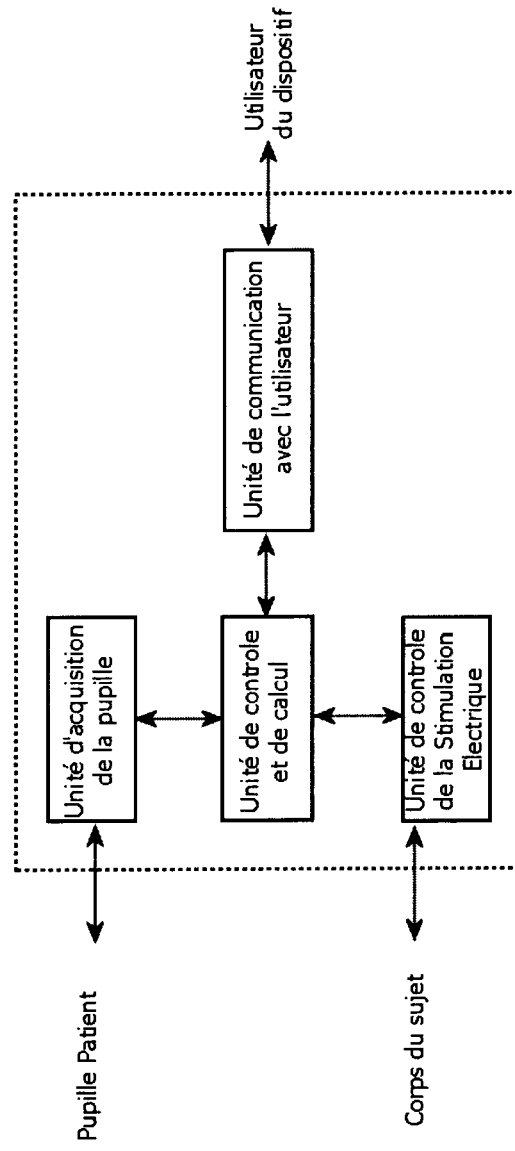 Pupille Patient
Corps du sujet
Unité d'acquisition
de la pupille
Unité de controle
et de calcul
Unité de controle
de la Stimulation
Electrique
Unité de communication
avec l'utilisateur
Utilisateur
du dispositif